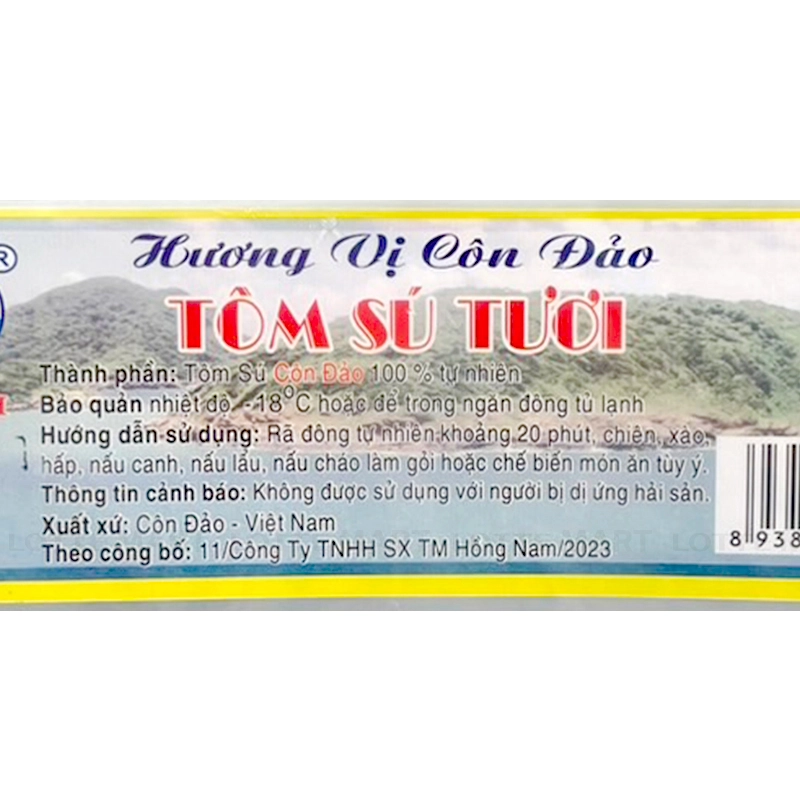 ®
Hương Vị Côn Đảo
TÔM SÚ TƯƠI
Thành phần: Tôm Sú Côn Đảo 100 % tự nhiên
Bảo quản nhiệt độ -18°C hoặc để trong ngăn đông tủ lạnh
Hướng dẫn sử dụng: Rã đông tự nhiên khoảng 20 phút, chiên, xào,
hấp, nấu canh, nấu lẩu, nấu cháo làm gỏi hoặc chế biến món ăn tùy ý.
Thông tin cảnh báo: Không được sử dụng với người bị dị ứng hải sản.
Xuất xứ: Côn Đảo - Việt Nam
Theo công bố: 11/Công Ty TNHH SX TM Hồng Nam/2023
8 938